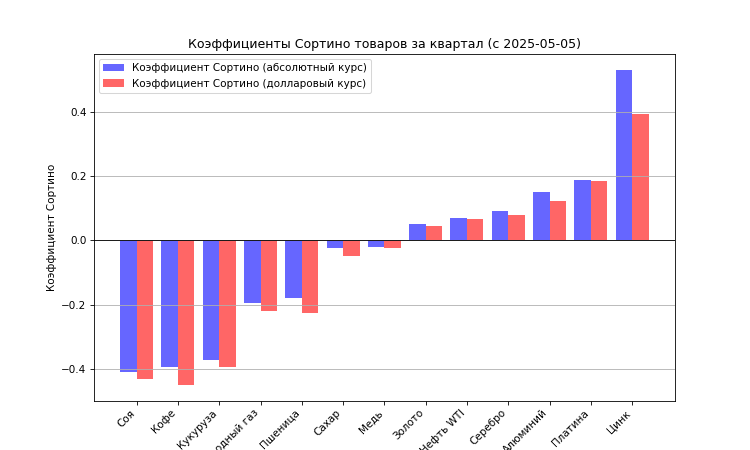 Коэффициенты Сортино товаров за квартал (с 2025-05-05)
Коэффициент Сортино (абсолютный курс)
Коэффициент Сортино (долларовый курс)
Коэффициент Сортино
0.4
0.2
0.0
−0.2
−0.4
Соя
Кофе
Кукуруза
одный газ
Пшеница
Сахар
Медь
Золото
Нефть WTI
Серебро
Алюминий
Платина
Цинк